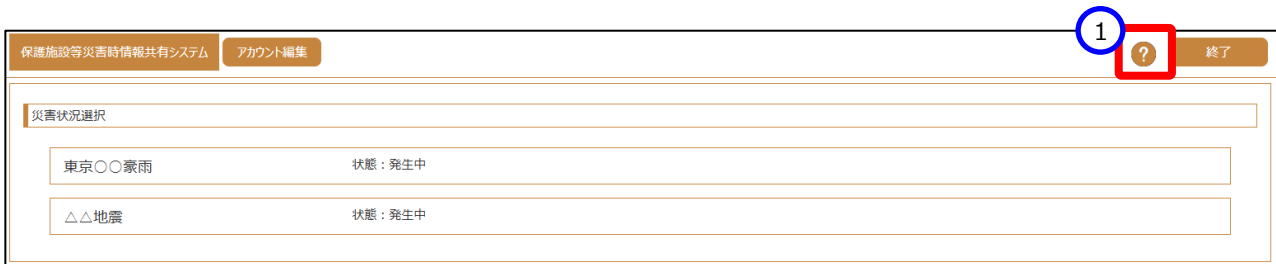 1
保護施設等災害時情報共有システム アカウント編集 ? 終了
災害状況選択
東京〇〇豪雨 状態：発生中
△△地震 状態：発生中